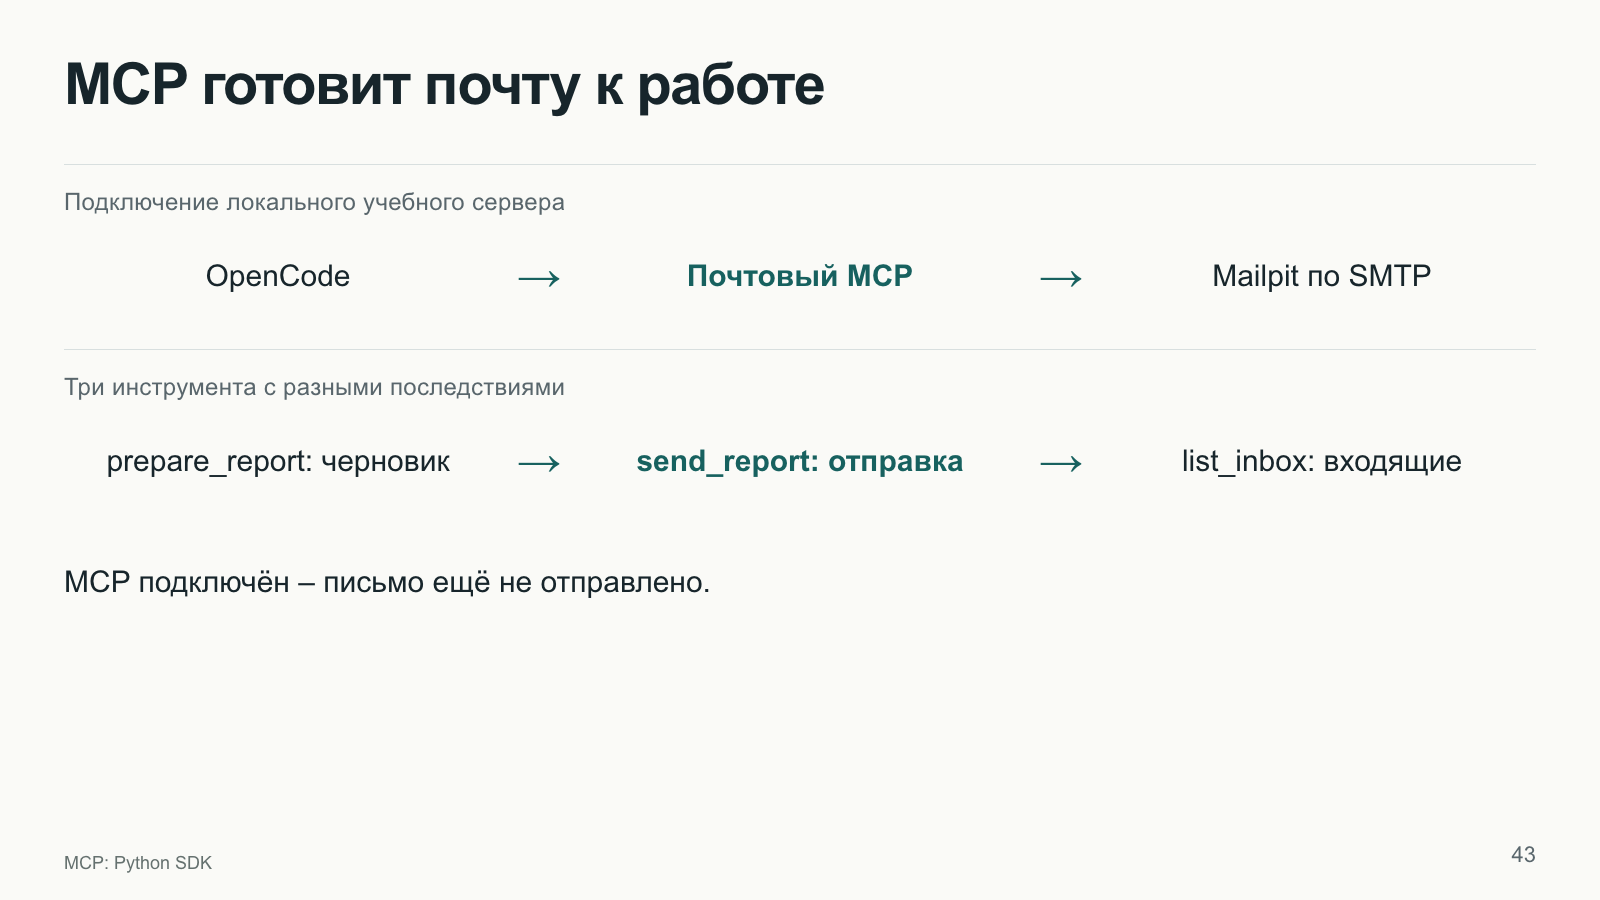 MCP готовит почту к работе
Подключение локального учебного сервера
OpenCode → Почтовый MCP → Mailpit по SMTP
Три инструмента с разными последствиями
prepare_report: черновик → send_report: отправка → list_inbox: входящие
MCP подключён – письмо ещё не отправлено.
MCP: Python SDK
43